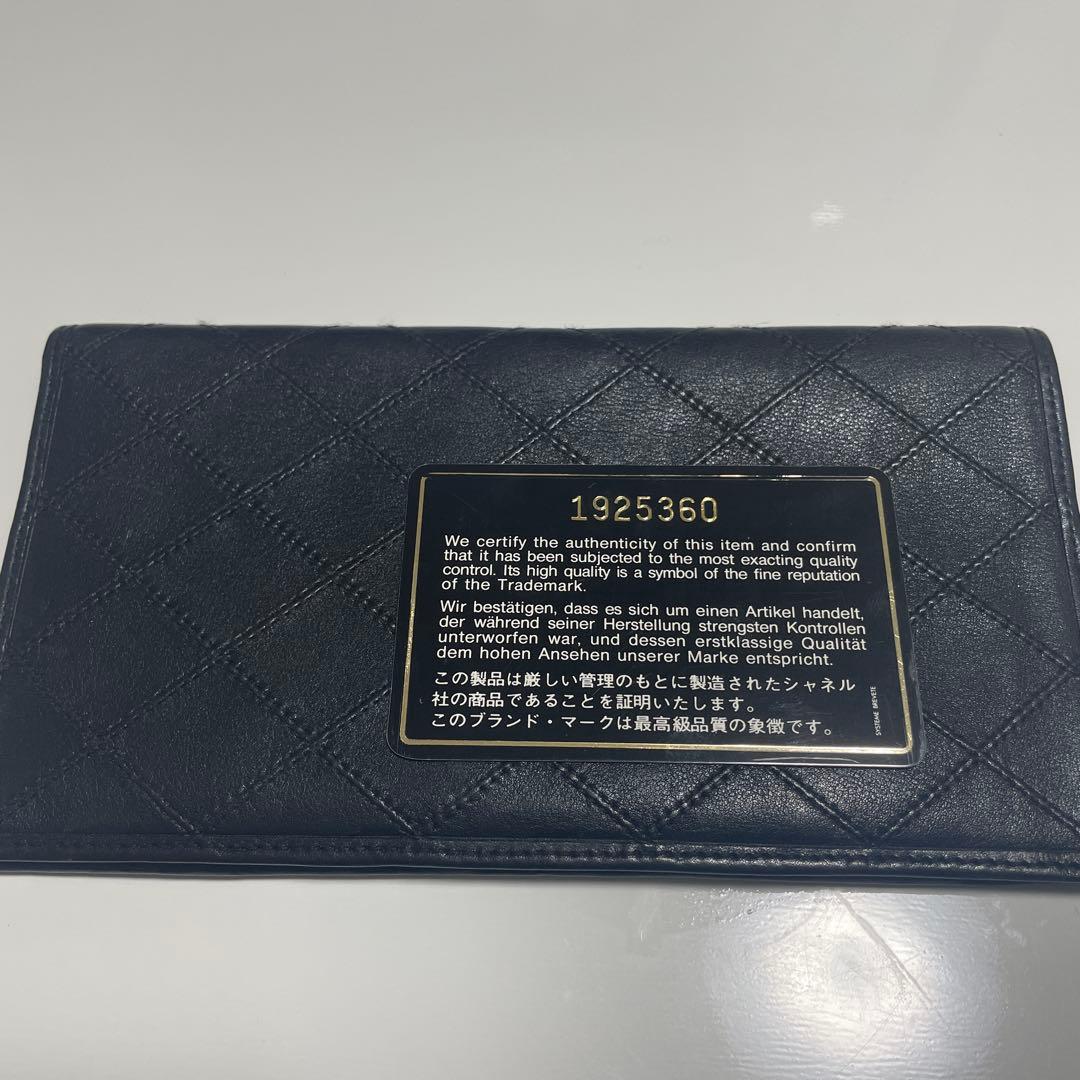 1925360
We certify the authenticity of this item and confirm
that it has been subjected to the most exacting quality
control. Its high quality is a symbol of the fine reputation
of the Trademark.
Wir bestätigen, dass es sich um einen Artikel handelt,
der während seiner Herstellung strengsten Kontrollen
unterworfen war, und dessen erstklassige Qualität
dem hohen Ansehen unserer Marke entspricht.
この製品は厳しい管理のもとに製造されたシャネル
社の商品であることを証明いたします。
このブランド・マークは最高級品質の象徴です。
SYSTEME BREVETE